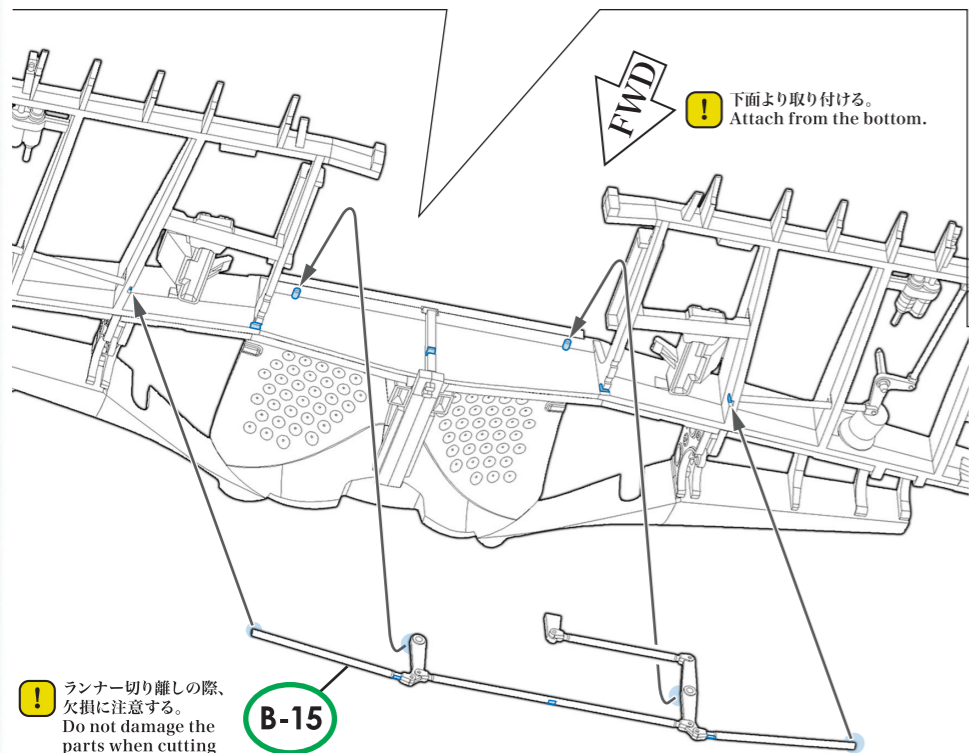 FWD
下面より取り付ける。
Attach from the bottom.
ランナー切り離しの際、
欠損に注意する。
Do not damage the
parts when cutting
B-15